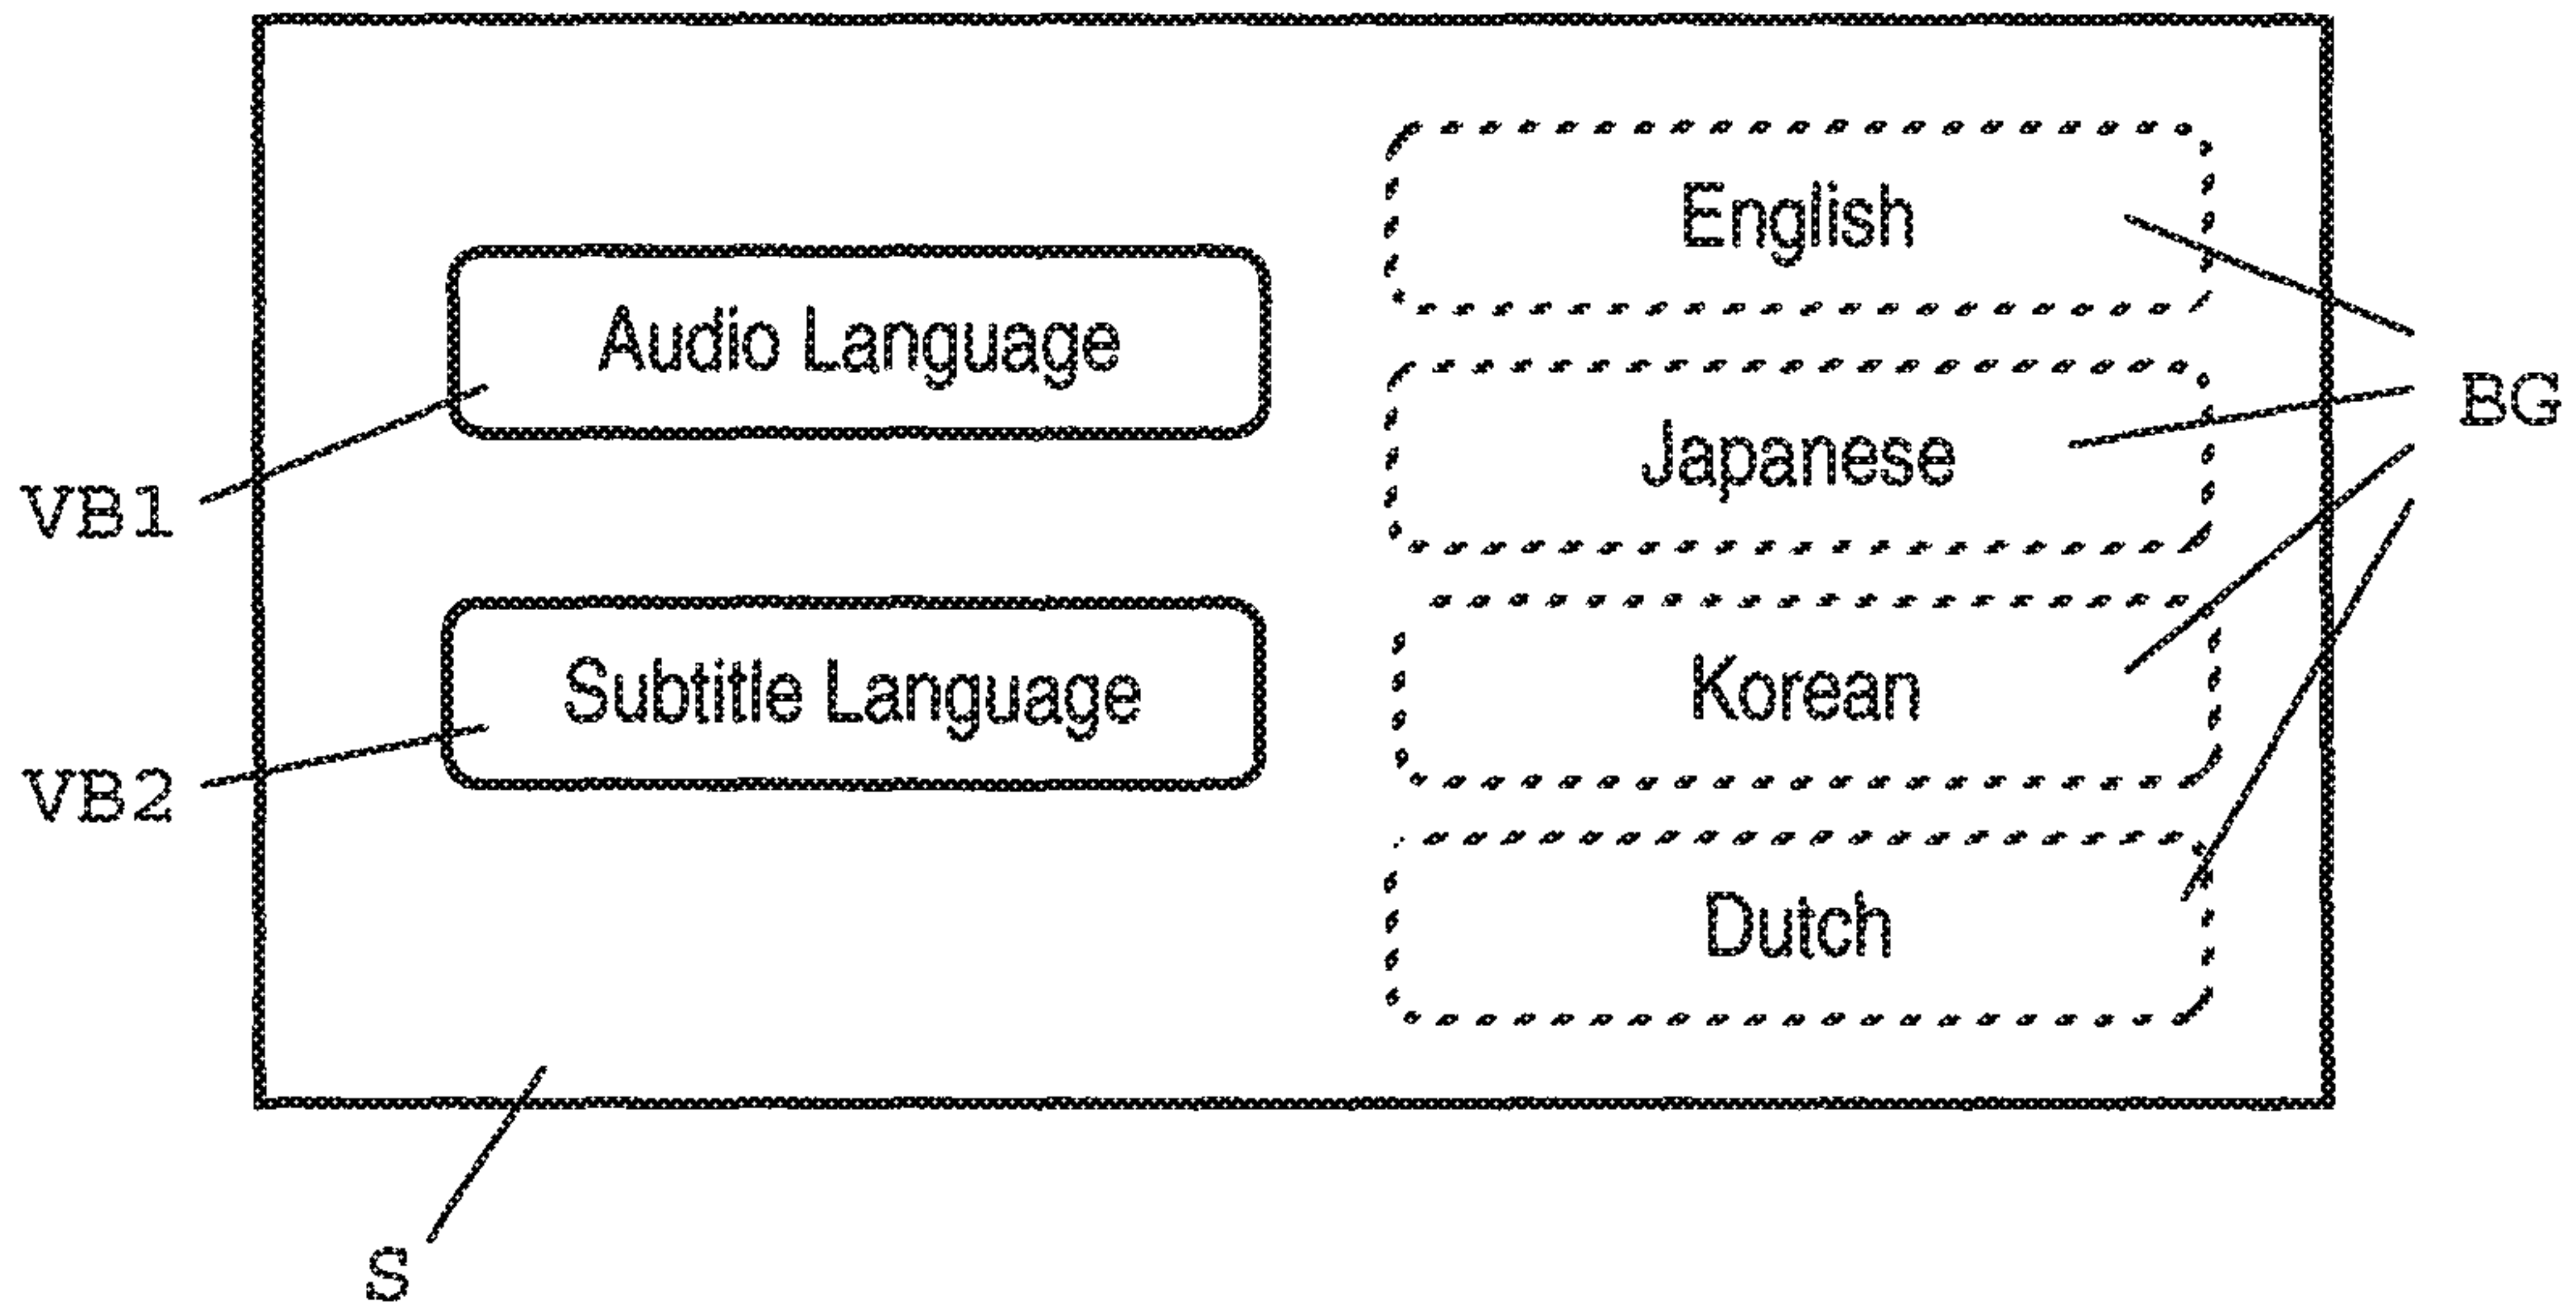 English
Audio Language
BG
Japanese
VB1
Subtitle Language
Korean
VB2
Dutch
S